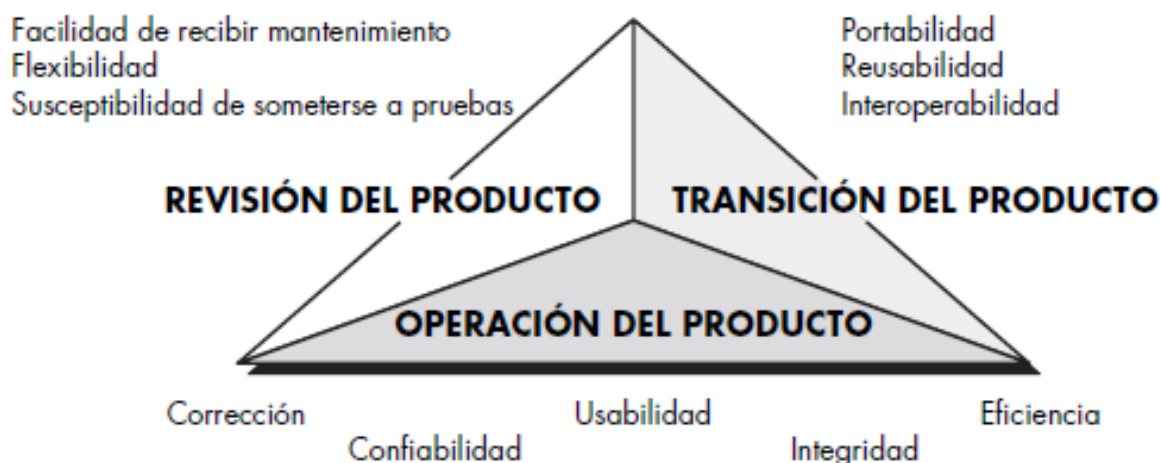 Facilidad de recibir mantenimiento
Flexibilidad
Susceptibilidad de someterse a pruebas
Portabilidad
Reusabilidad
Interoperabilidad
REVISIÓN DEL PRODUCTO
TRANSICIÓN DEL PRODUCTO
OPERACIÓN DEL PRODUCTO
Corrección
Usabilidad
Eficiencia
Confiabilidad
Integridad